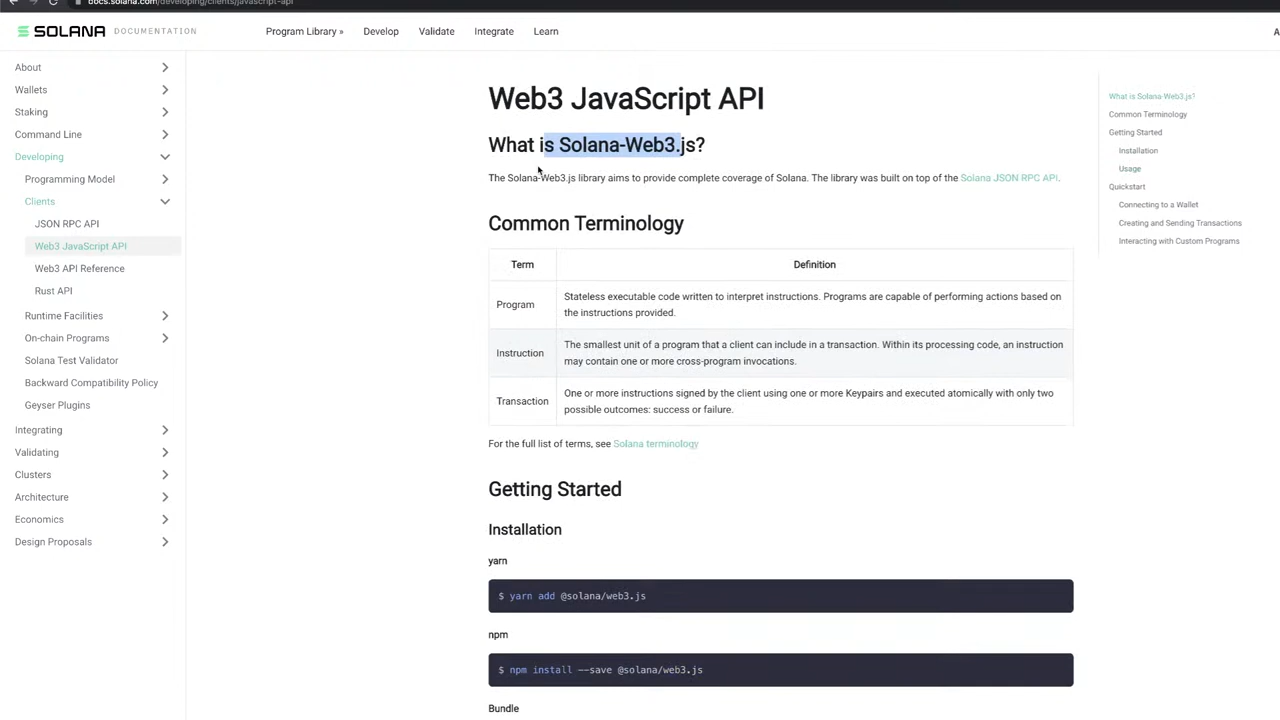 docs.solana.com/developing/clients/javascript-api
SOLANA DOCUMENTATION
Program Library »
Develop
Validate
Integrate
Learn
A
About
Wallets
Staking
Command Line
Developing
Programming Model
Clients
JSON RPC API
Web3 JavaScript API
Web3 API Reference
Rust API
Runtime Facilities
On-chain Programs
Solana Test Validator
Backward Compatibility Policy
Geyser Plugins
Integrating
Validating
Clusters
Architecture
Economics
Design Proposals
Web3 JavaScript API
What is Solana-Web3.js?
The Solana-Web3.js library aims to provide complete coverage of Solana. The library was built on top of the Solana JSON RPC API.
Common Terminology
Term
Definition
Program
Stateless executable code written to interpret instructions. Programs are capable of performing actions based on
the instructions provided.
Instruction
The smallest unit of a program that a client can include in a transaction. Within its processing code, an instruction
may contain one or more cross-program invocations.
Transaction
One or more instructions signed by the client using one or more Keypairs and executed atomically with only two
possible outcomes: success or failure.
For the full list of terms, see Solana terminology
Getting Started
Installation
yarn
$ yarn add @solana/web3.js
npm
$ npm install --save @solana/web3.js
Bundle
What is Solana-Web3.js?
Common Terminology
Getting Started
Installation
Usage
Quickstart
Connecting to a Wallet
Creating and Sending Transactions
Interacting with Custom Programs